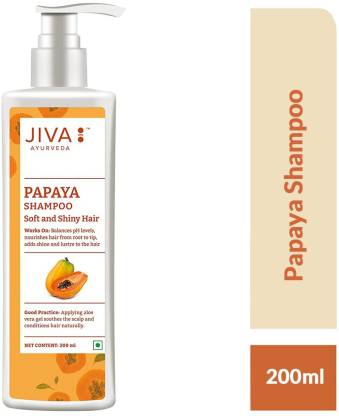 JIVA
AYURVEDA
PAPAYA
SHAMPOO
Soft and Shiny Hair
Works On: Balances pH levels,
nourishes hair from root to tip,
adds shine and lustre to the hair
Good Practice: Applying aloe
vera gel soothes the scalp and
conditions hair naturally.
NET CONTENT: 200 ml
Papaya Shampoo
200ml